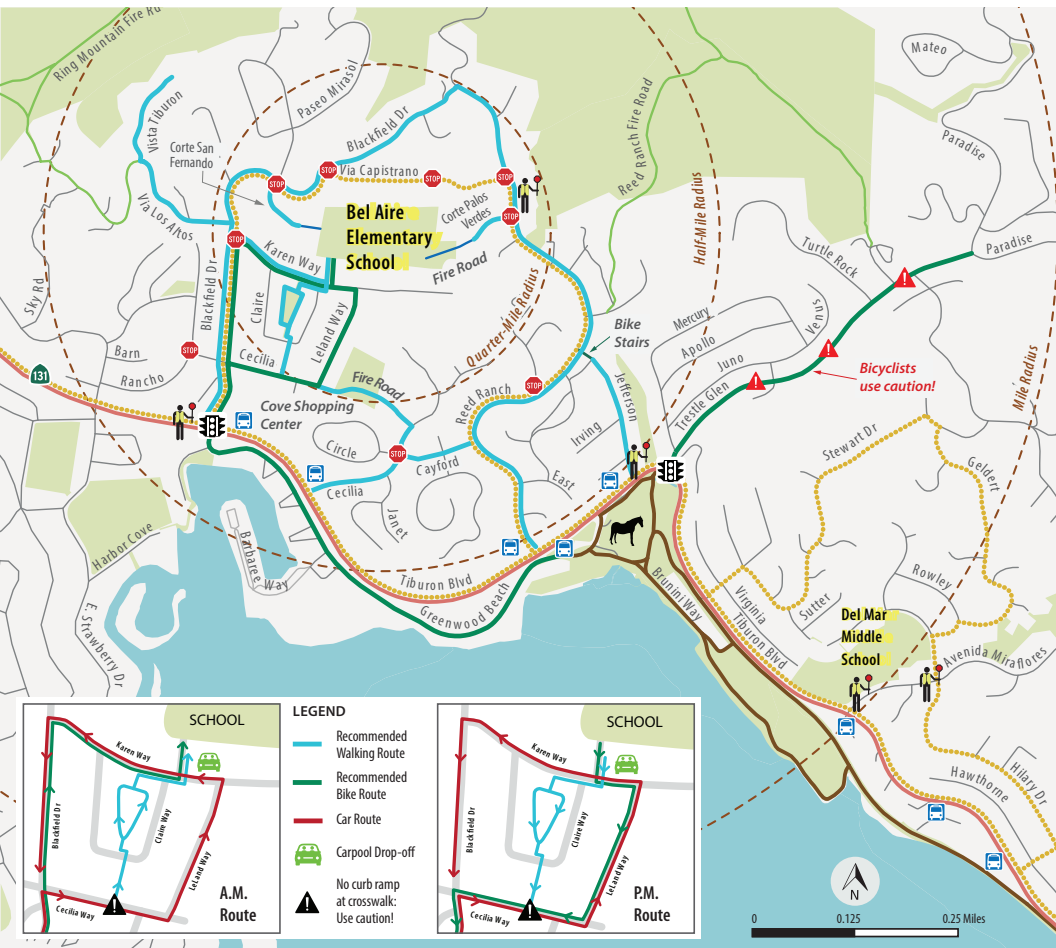 Ring Mountain Fire Rd
Mateo
Paseo Mirasol
Vista Tiburon
Blackfield Dr
Reed Ranch Fire Road
Paradise
Corte San
Fernando
STOP
STOP
Via Capistrano
STOP
STOP
Half-Mile Radius
Via Los Altos
Bel Aire
Elementary
School
Corte Palos
Verdes
STOP
STOP
Karen Way
Fire Road
Turtle Rock
Paradise
Sky Rd
Blackfield Dr
Claire
Leland Way
Quarter-Mile Radius
Bike
Stairs
Mercury
Apollo
Juno
Venus
Barn
STOP
Rancho
Cecilia
Fire Road
131
Reed Ranch
STOP
Jefferson
Trestle Glen
Bicyclists
use caution!
Mile Radius
Cove Shopping
Center
Circle
STOP
Cayford
Irving
Stewart Dr
Geldert
Cecilia
Janet
East
Harbor Cove
Barbaree Way
Tiburon Blvd
Greenwood Beach
Brunini Way
Virginia
Tiburon Blvd
Sutter
Rowley
E. Strawberry Dr
Del Mar
Middle
School
Avenida Miraflores
Hawthorne
Hilary Dr
SCHOOL
Karen Way
Blackfield Dr
Claire Way
LeLand Way
Cecilia Way
A.M.
Route
LEGEND
Recommended
Walking Route
Recommended
Bike Route
Car Route
Carpool Drop-off
No curb ramp
at crosswalk:
Use caution!
SCHOOL
Karen Way
Blackfield Dr
Claire Way
LeLand Way
Cecilia Way
P.M.
Route
N
0 0.125 0.25 Miles